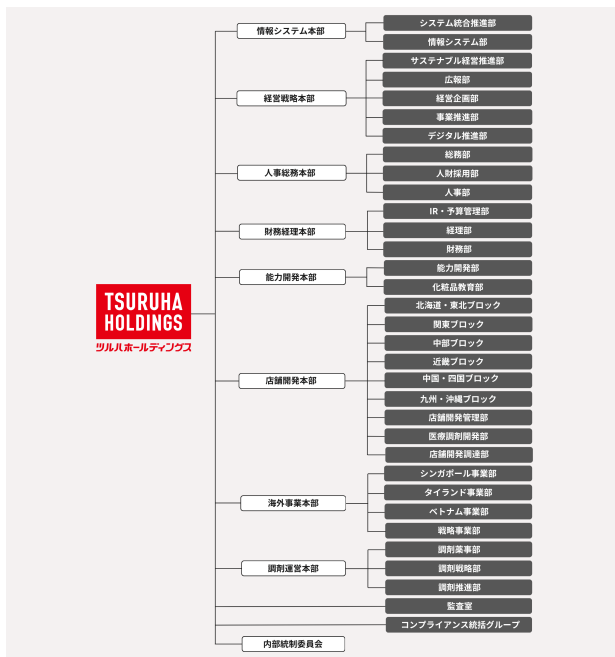 情報システム本部
システム統合推進部
情報システム部
経営戦略本部
サステナブル経営推進部
広報部
経営企画部
事業推進部
デジタル推進部
人事総務本部
総務部
人財採用部
人事部
財務経理本部
IR・予算管理部
経理部
財務部
能力開発本部
能力開発部
化粧品教育部
TSURUHA
HOLDINGS
ツルハホールディングス
店舗開発本部
北海道・東北ブロック
関東ブロック
中部ブロック
近畿ブロック
中国・四国ブロック
九州・沖縄ブロック
店舗開発管理部
医療調剤開発部
店舗開発調達部
海外事業本部
シンガポール事業部
タイランド事業部
ベトナム事業部
戦略事業部
調剤運営本部
調剤薬事部
調剤戦略部
調剤推進部
監査室
コンプライアンス統括グループ
内部統制委員会